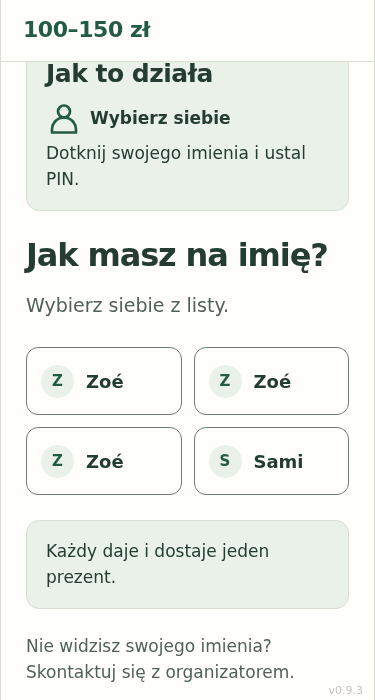 100–150 zł
Jak to działa
Wybierz siebie
Dotknij swojego imienia i ustal
PIN.
Jak masz na imię?
Wybierz siebie z listy.
Z Zoé
Z Zoé
Z Zoé
S Sami
Każdy daje i dostaje jeden
prezent.
Nie widzisz swojego imienia?
Skontaktuj się z organizatorem.
v0.9.3